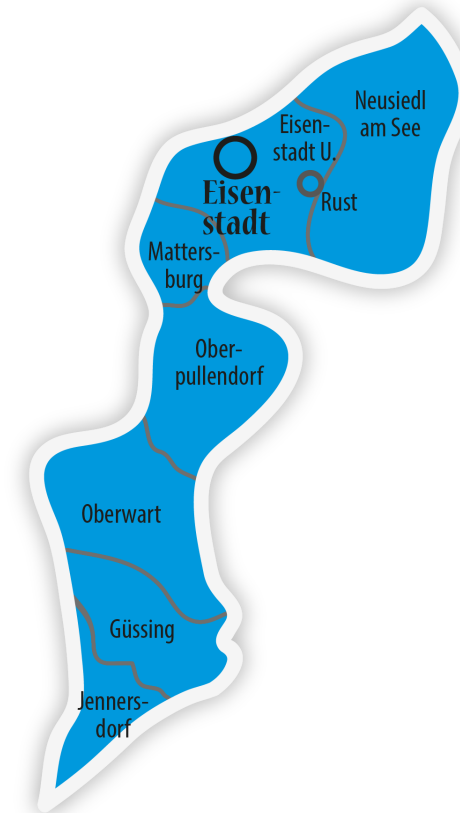 Neusiedl
am See
Eisen-
stadt U.
Eisen-
stadt
Rust
Matters-
burg
Ober-
pullendorf
Oberwart
Güssing
Jenners-
dorf